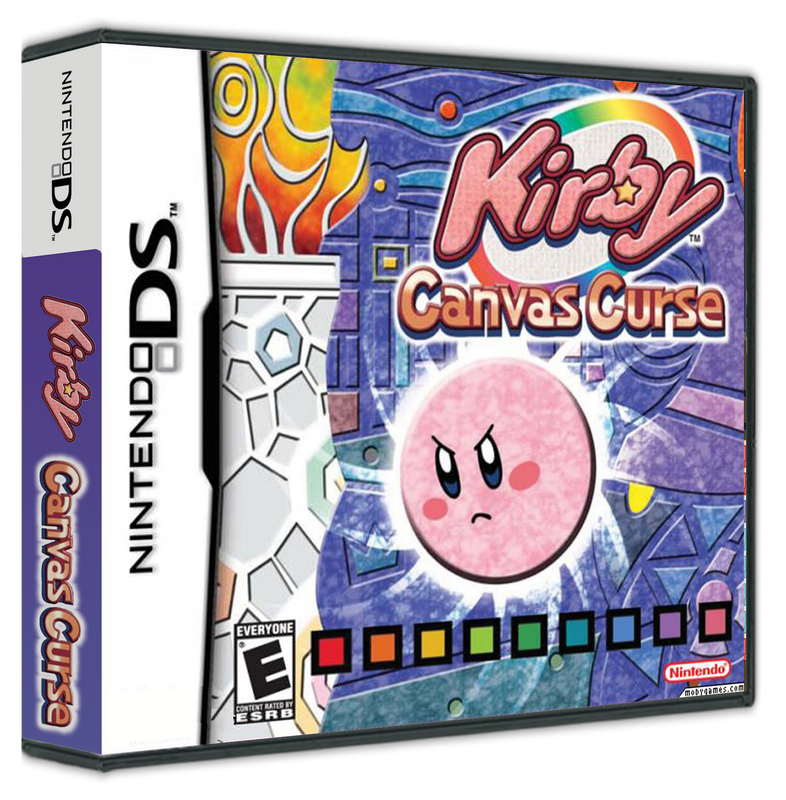 NINTENDO DS™
Kirby
Canvas Curse
NINTENDO DS™
Kirby™
Canvas Curse
EVERYONE
E
®
CONTENT RATED BY
ESRB
Nintendo®
mobygames.com